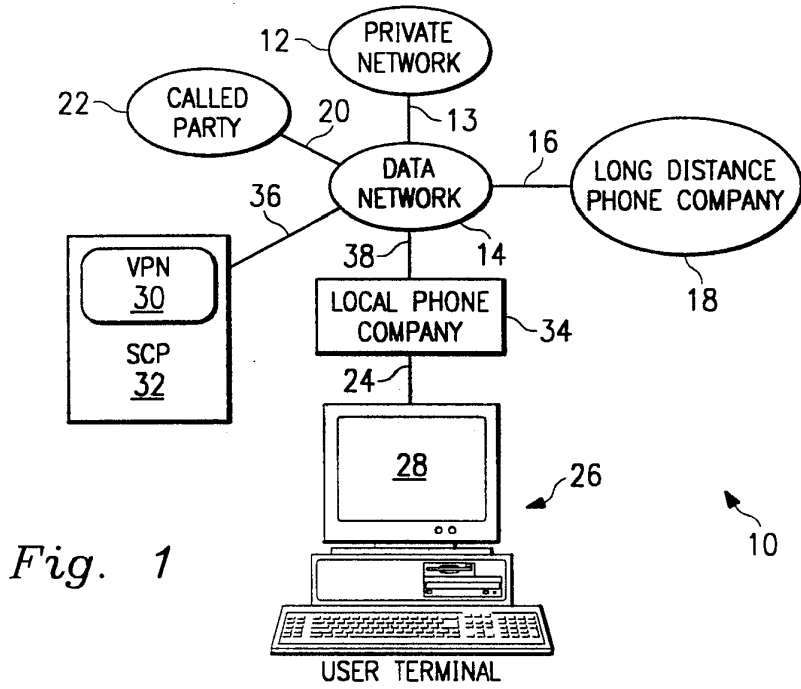 12
PRIVATE
NETWORK
22
CALLED
PARTY
20
13
16
LONG DISTANCE
PHONE COMPANY
18
DATA
NETWORK
14
36
38
VPN
30
SCP
32
LOCAL PHONE
COMPANY
34
24
28
26
10
Fig. 1
USER TERMINAL